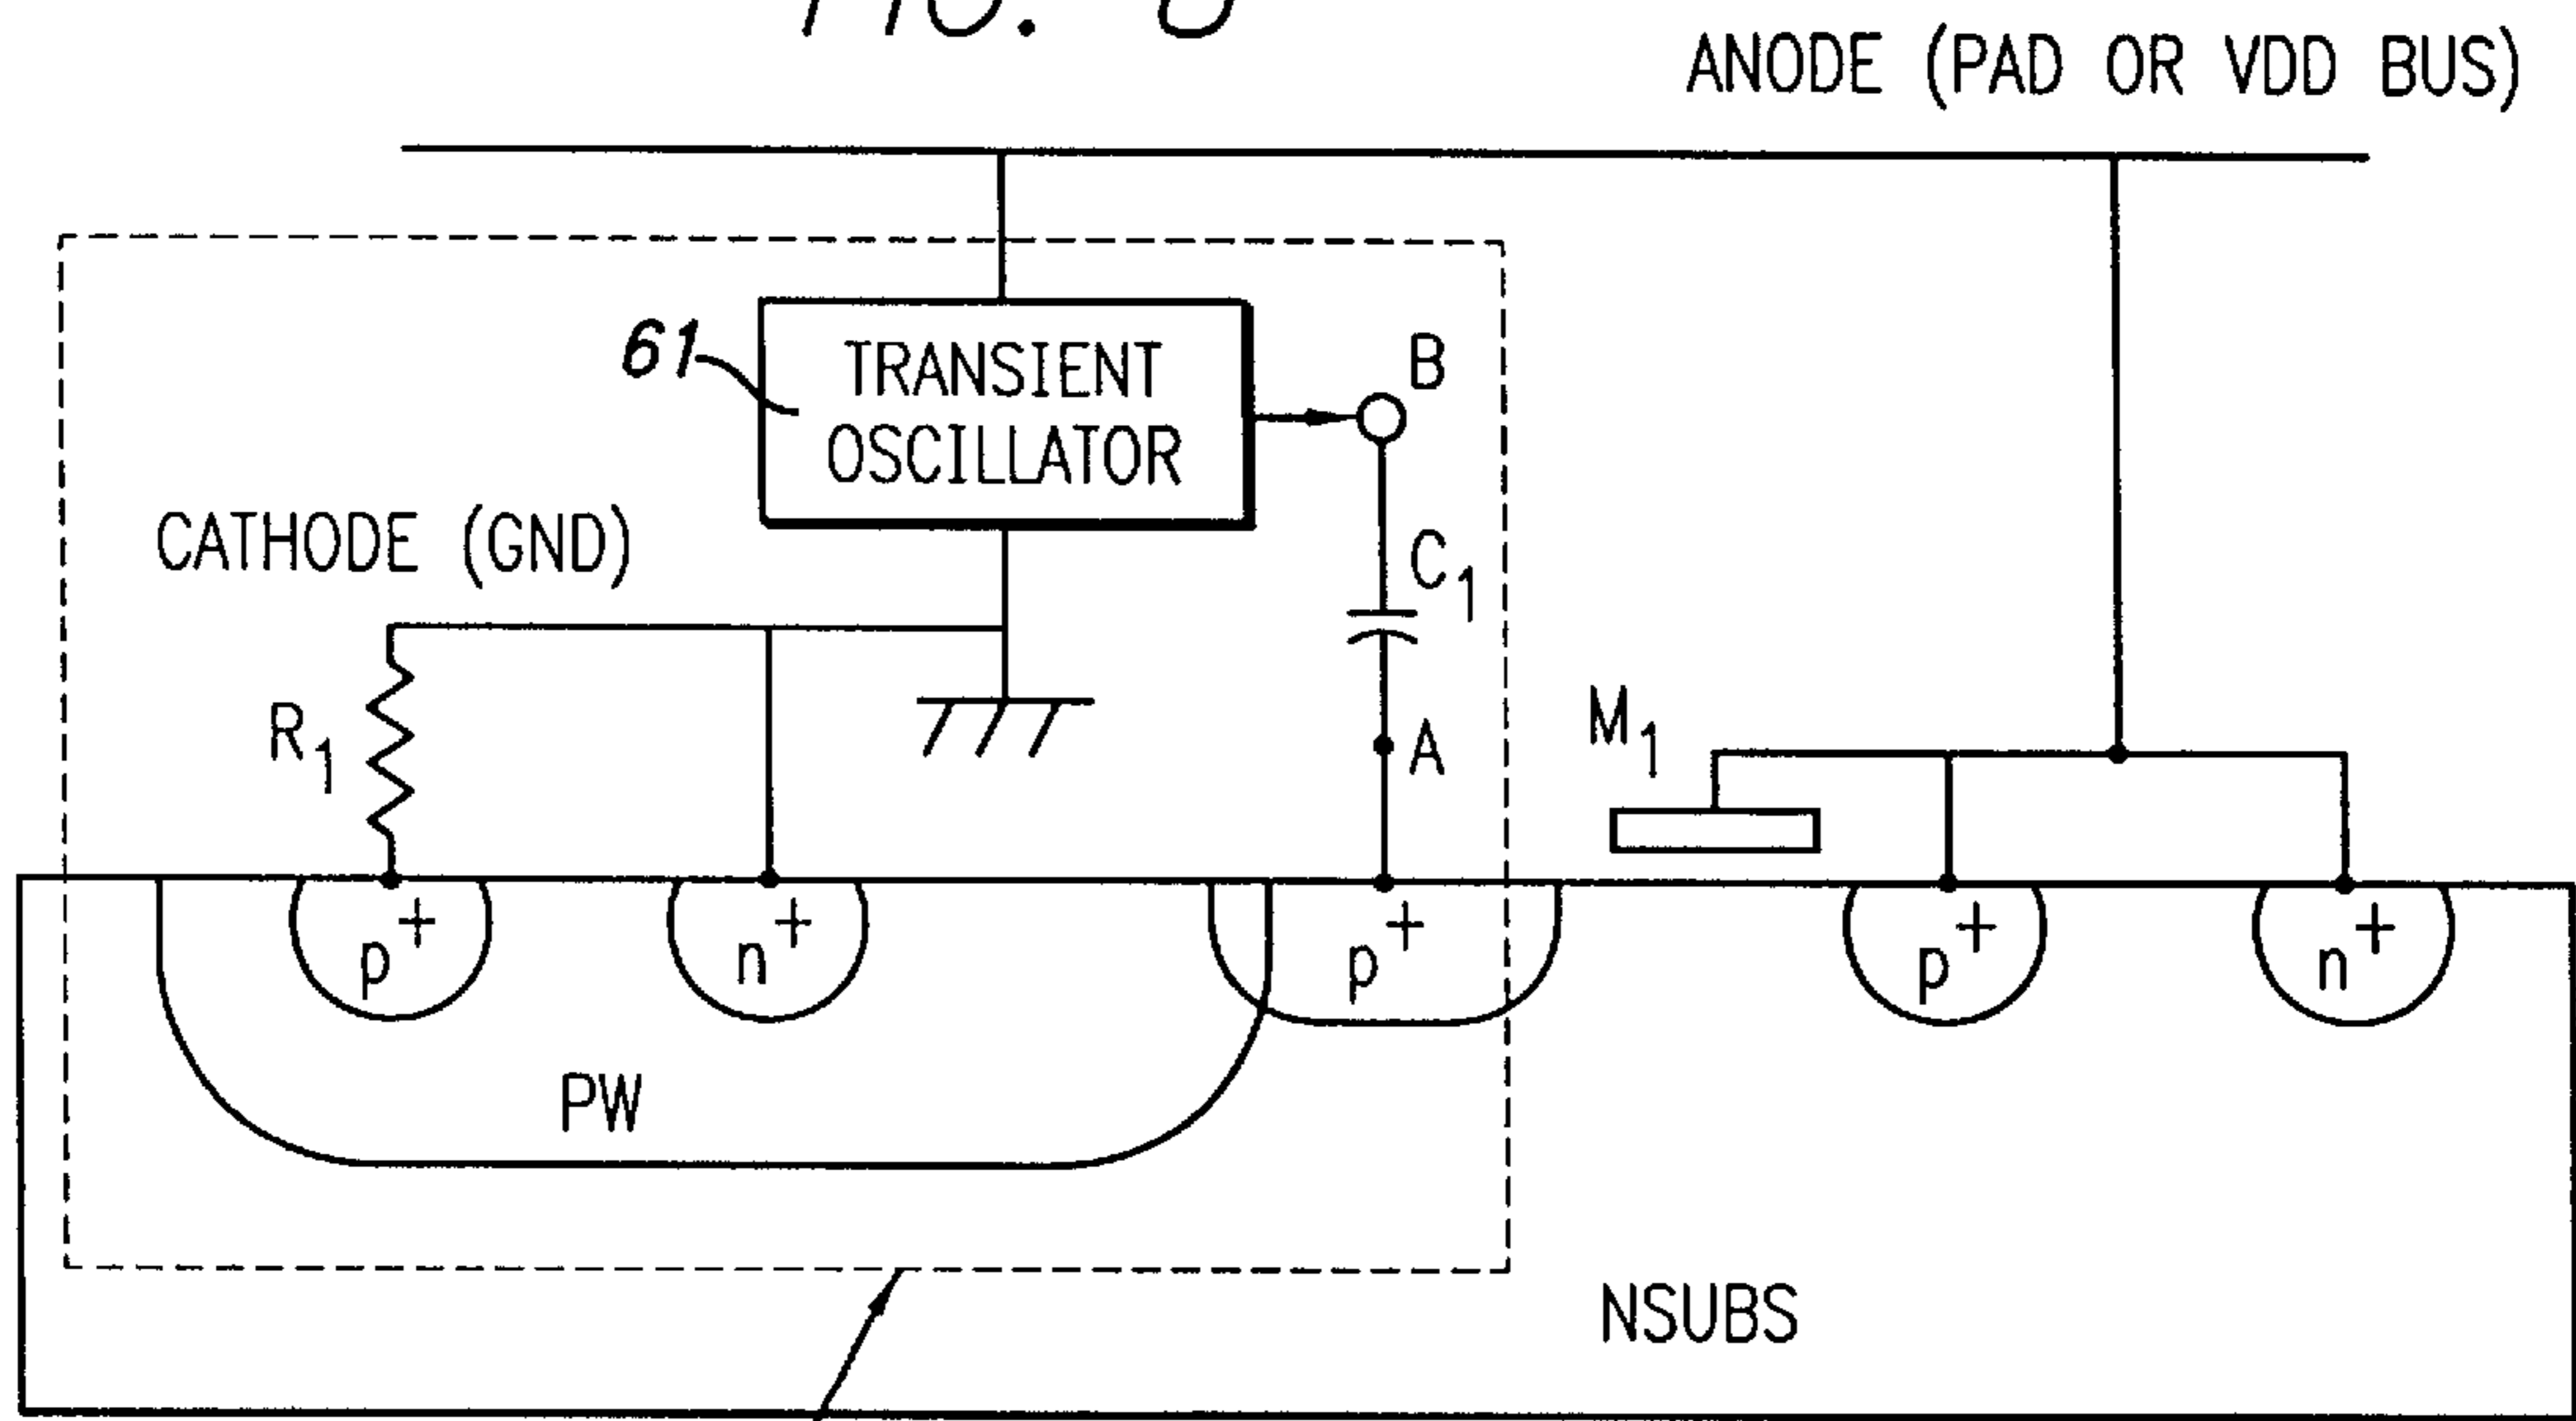 ANODE (PAD OR VDD BUS)
61
TRANSIENT
OSCILLATOR
B
CATHODE (GND)
C1
R1
A
M1
p+
n+
p+
p+
n+
PW
NSUBS